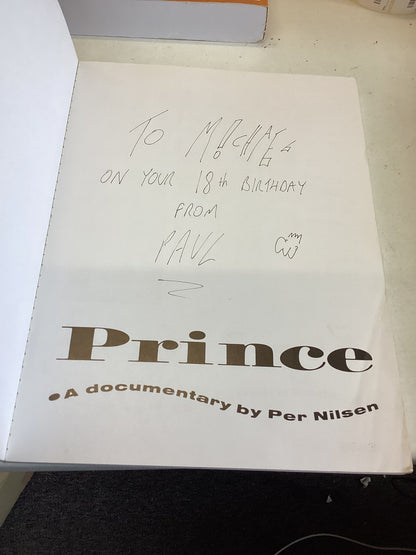 TO MICHAEL
ON YOUR 18th BIRTHDAY
FROM
PAUL
Prince
•A documentary by Per Nilsen